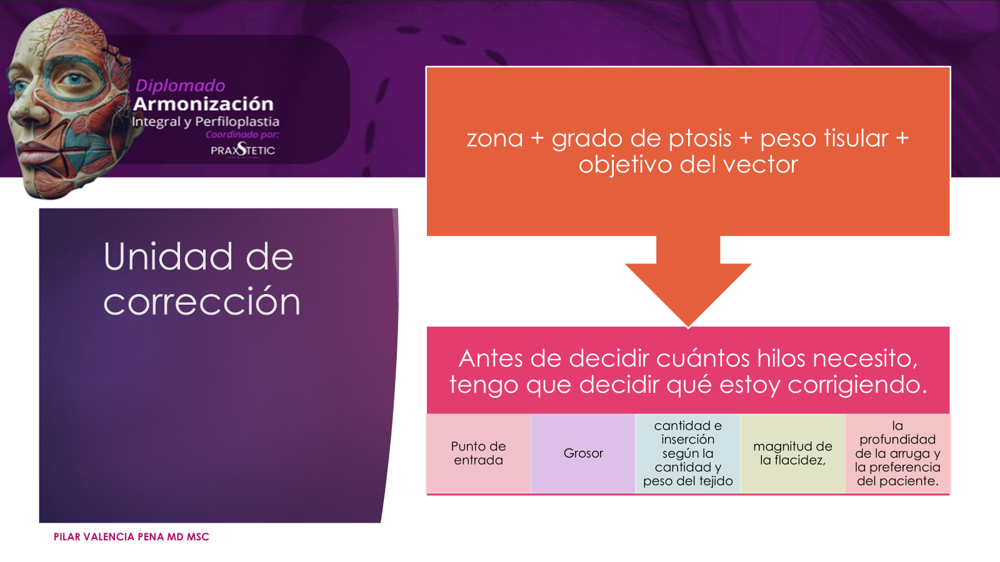 Diplomado
Armonización
Integral y Perfiloplastia
Coordinado por:
PRAXSTETIC
zona + grado de ptosis + peso tisular +
objetivo del vector
Unidad de
corrección
Antes de decidir cuántos hilos necesito,
tengo que decidir qué estoy corrigiendo.
Punto de
entrada
Grosor
cantidad e
inserción
según la
cantidad y
peso del tejido
magnitud de
la flacidez,
la
profundidad
de la arruga y
la preferencia
del paciente.
PILAR VALENCIA PENA MD MSC